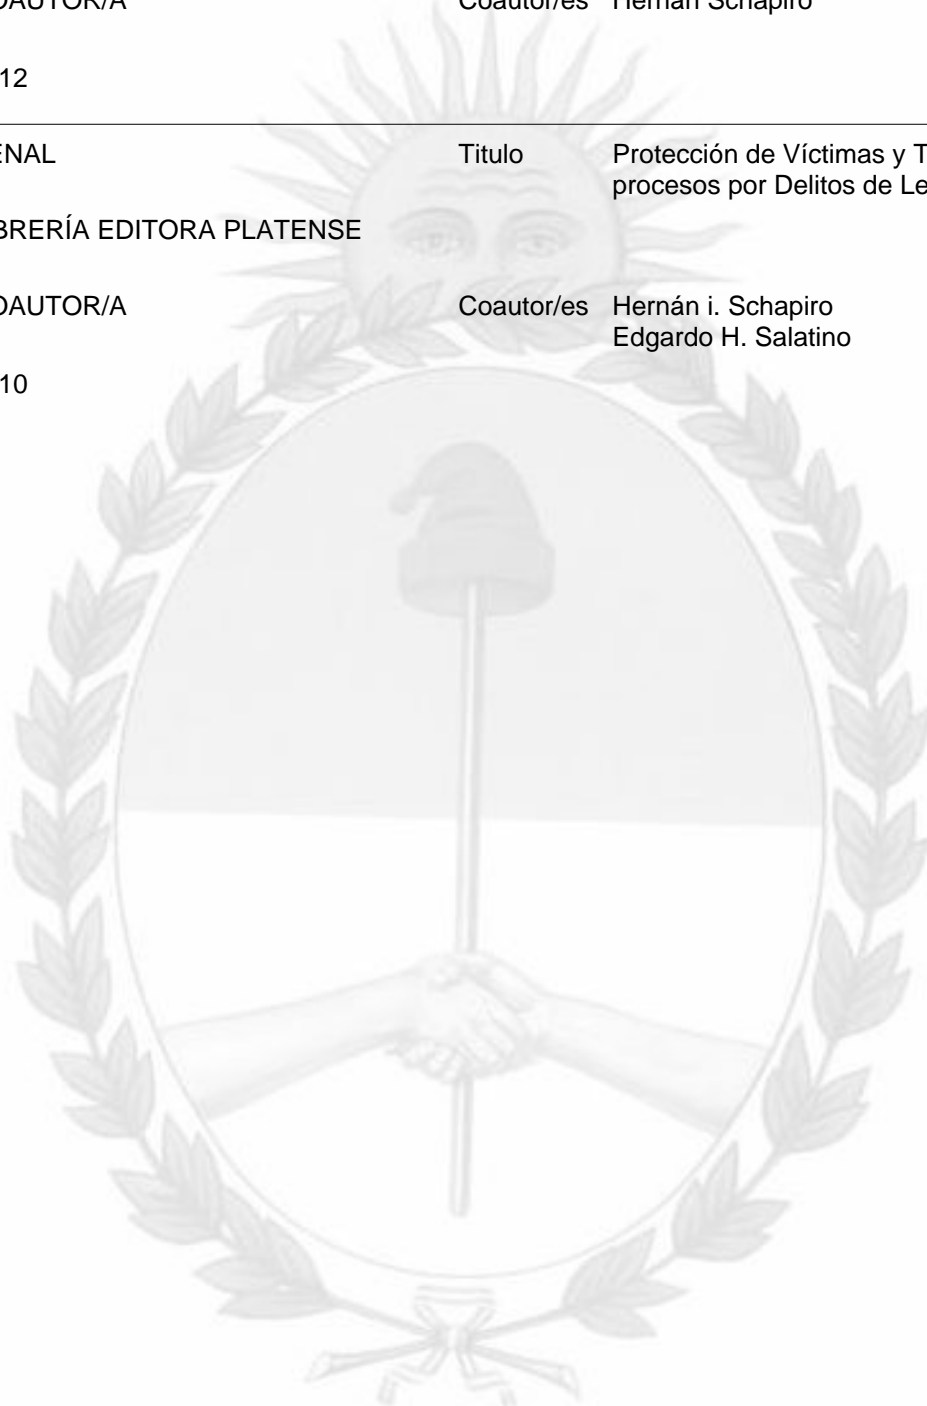 OAUTOR/A Coautor/es Hernán Schapiro
12
ENAL Titulo Protección de Víctimas y T
procesos por Delitos de Le
BRERÍA EDITORA PLATENSE
OAUTOR/A Coautor/es Hernán i. Schapiro
Edgardo H. Salatino
10